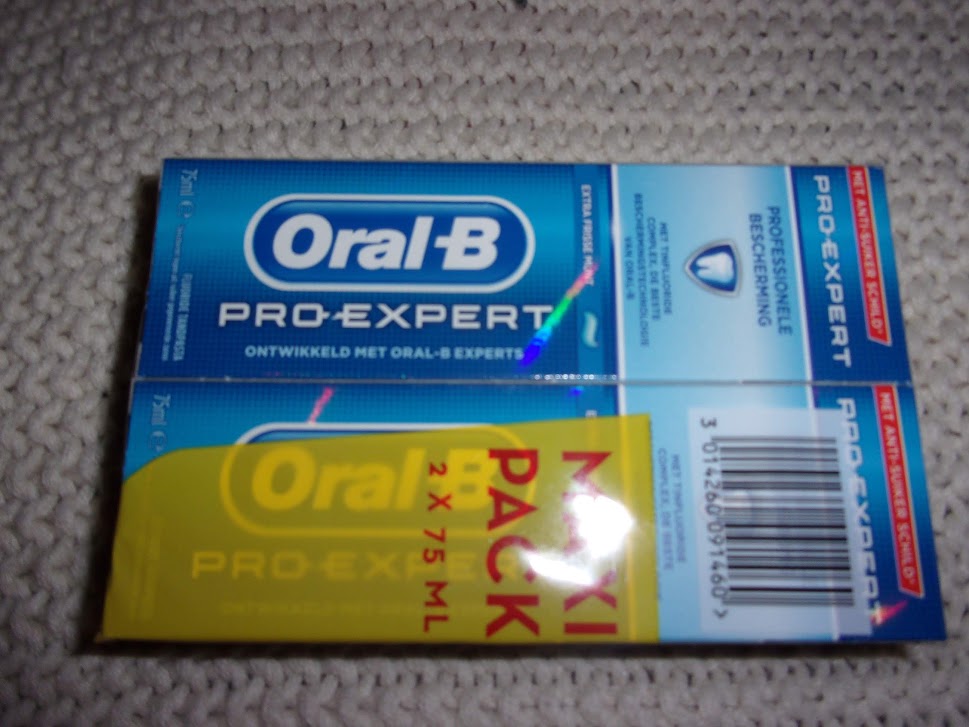 75ml e
FLUORIDE TANDPASTA
Oral-B
PRO-EXPERT
ONTWIKKELD MET ORAL-B EXPERTS
EXTRA FRISSE MUNT
MET TINFLUORIDE
COMPLEX, DE BESTE
BESCHERMINGSTECHNOLOGIE
VAN ORAL-B
PROFESSIONELE
BESCHERMING
PRO-EXPERT
MET ANTI-SUIKER SCHILD*
75ml e
Oral-B
PRO-EXPERT
MAXI
PACK
2 X 75 ML
MET TINFLUORIDE
COMPLEX, DE BESTE
3 014260 091460 >
PRO-EXPERT
MET ANTI-SUIKER SCHILD*